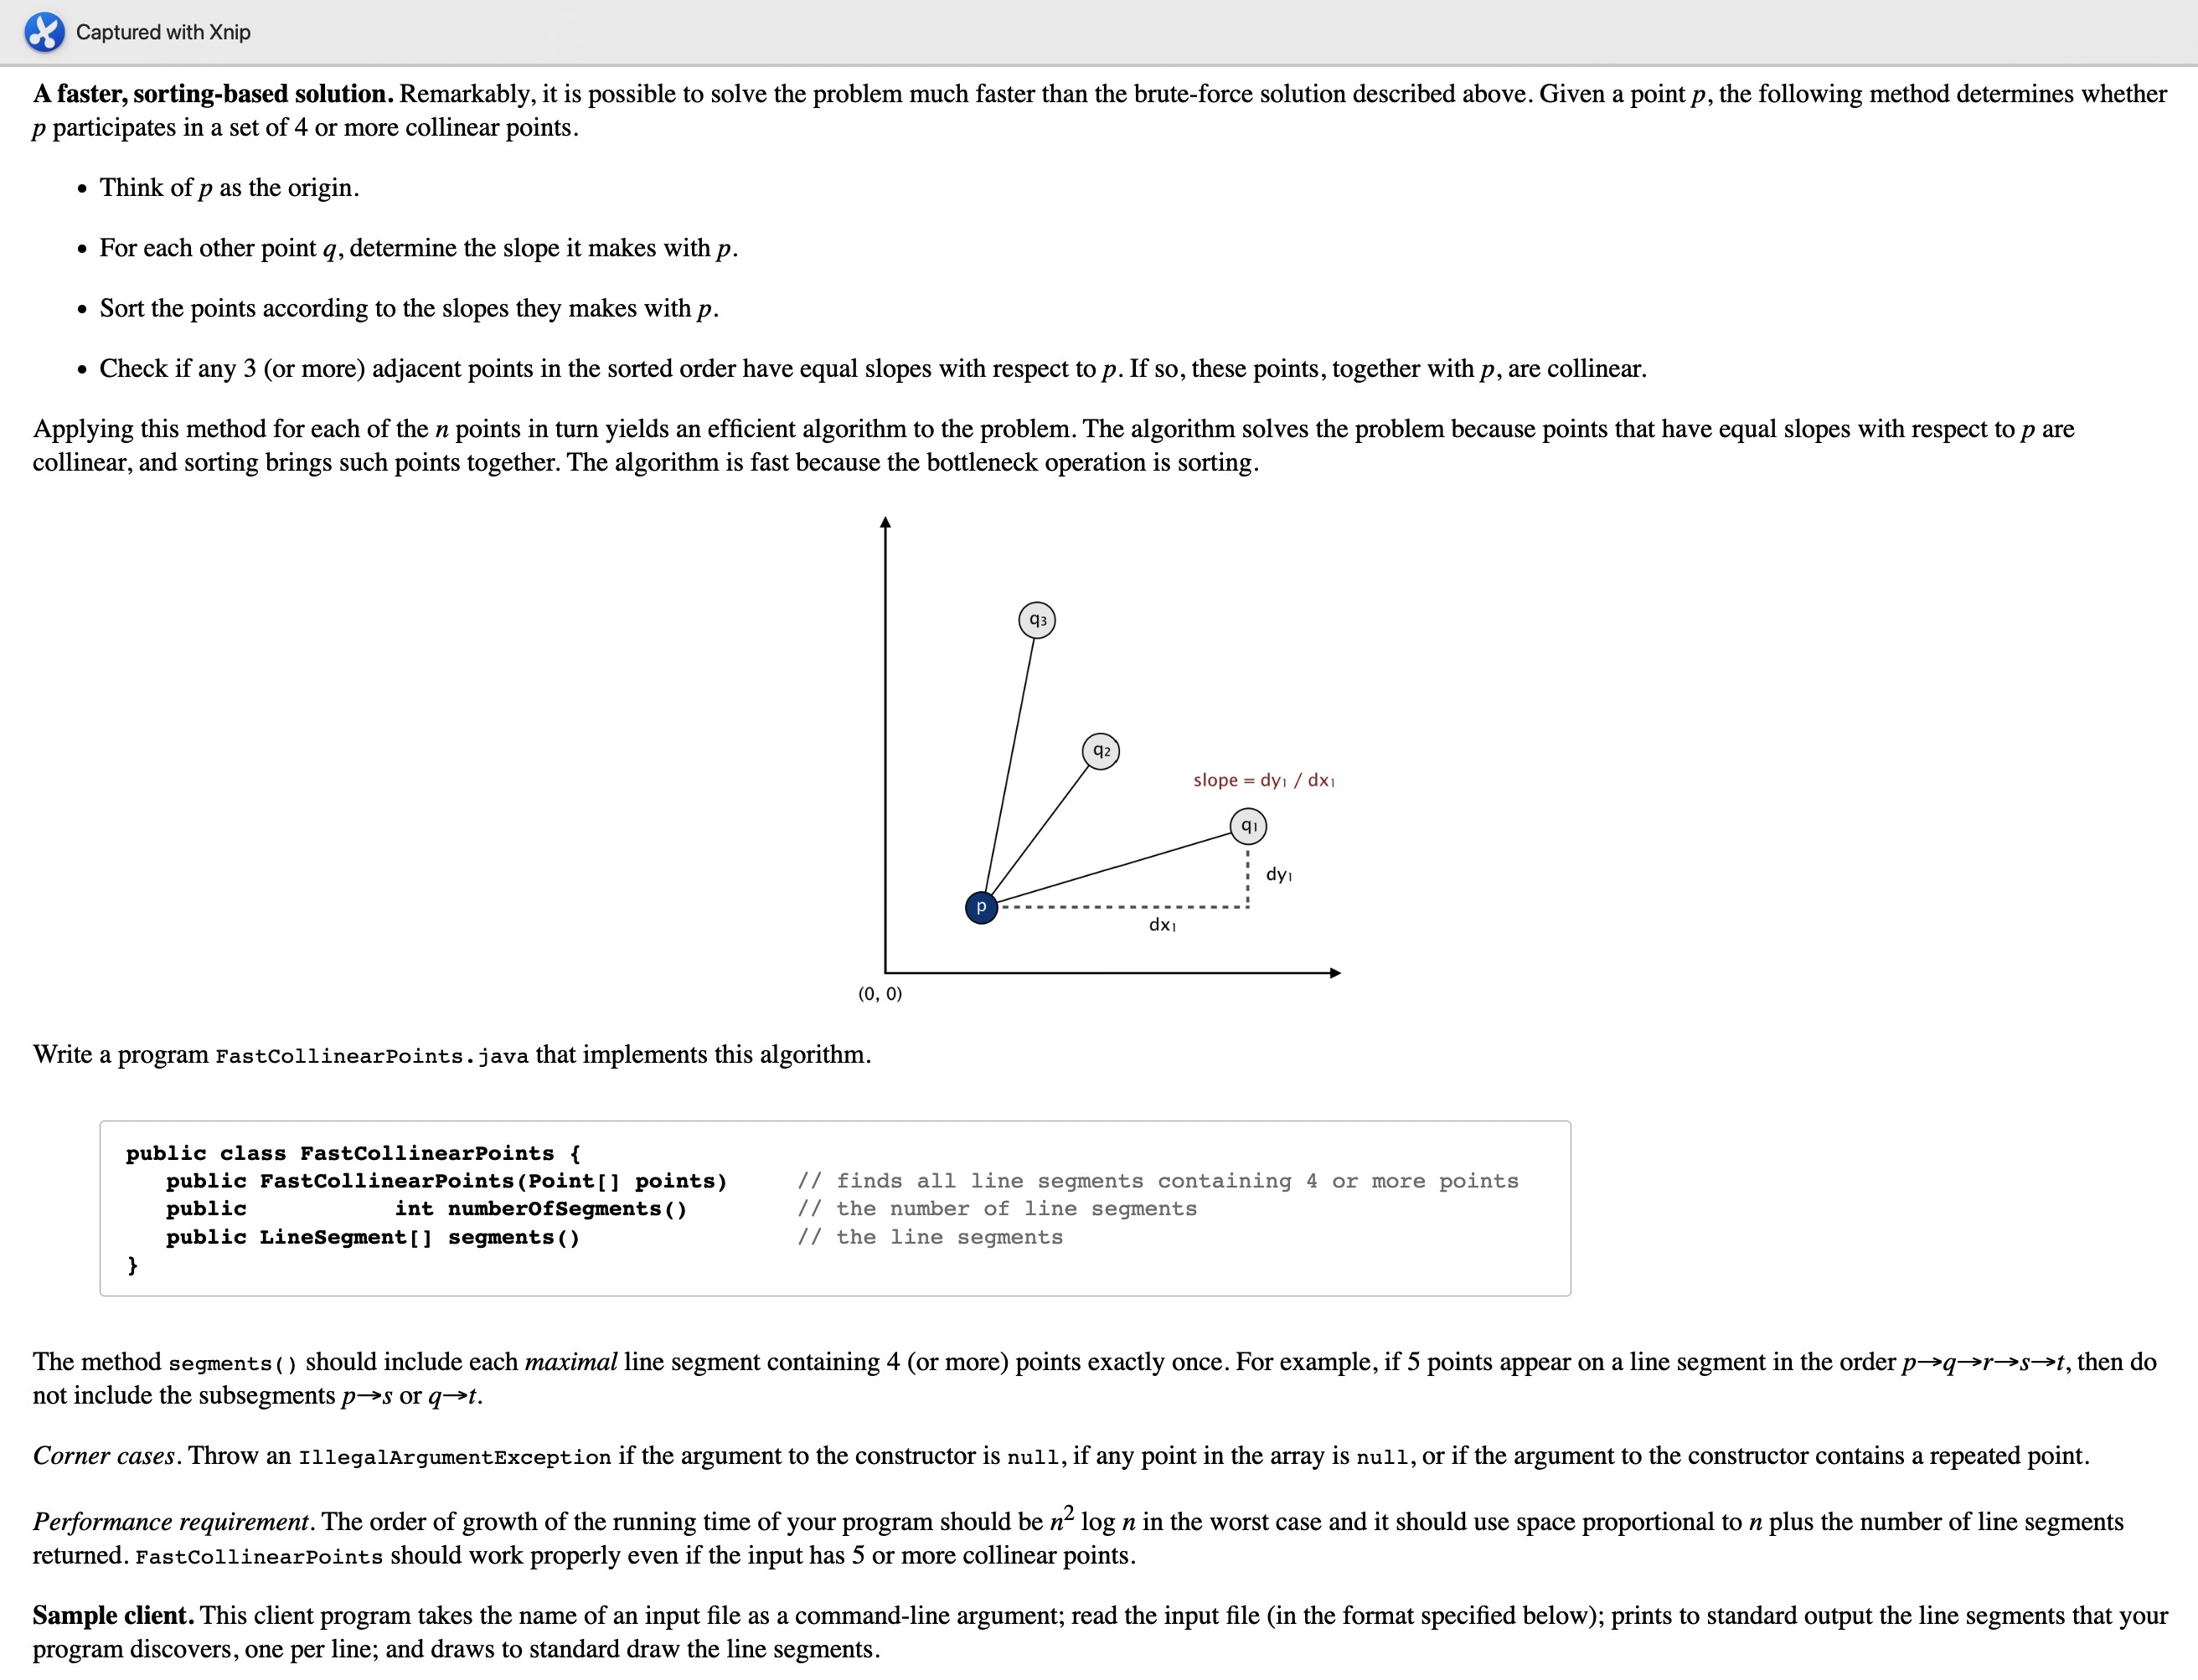 Captured with Xnip
A faster, sorting-based solution. Remarkably, it is possible to solve the problem much faster than the brute-force solution described above. Given a point p, the following method determines whether
p participates in a set of 4 or more collinear points.
• Think of p as the origin.
• For each other point q, determine the slope it makes with p.
• Sort the points according to the slopes they makes with p.
• Check if any 3 (or more) adjacent points in the sorted order have equal slopes with respect to p. If so, these points, together with p, are collinear.
Applying this method for each of the n points in turn yields an efficient algorithm to the problem. The algorithm solves the problem because points that have equal slopes with respect to p are
collinear, and sorting brings such points together. The algorithm is fast because the bottleneck operation is sorting.
q3
q2
slope = dy1 / dx1
q1
dy1
p
dx1
(0, 0)
Write a program FastCollinearPoints.java that implements this algorithm.
public class FastCollinearPoints {
   public FastCollinearPoints(Point[] points)     // finds all line segments containing 4 or more points
   public           int numberOfSegments()        // the number of line segments
   public LineSegment[] segments()                // the line segments
}
The method segments() should include each maximal line segment containing 4 (or more) points exactly once. For example, if 5 points appear on a line segment in the order p→q→r→s→t, then do
not include the subsegments p→s or q→t.
Corner cases. Throw an IllegalArgumentException if the argument to the constructor is null, if any point in the array is null, or if the argument to the constructor contains a repeated point.
Performance requirement. The order of growth of the running time of your program should be n² log n in the worst case and it should use space proportional to n plus the number of line segments
returned. FastCollinearPoints should work properly even if the input has 5 or more collinear points.
Sample client. This client program takes the name of an input file as a command-line argument; read the input file (in the format specified below); prints to standard output the line segments that your
program discovers, one per line; and draws to standard draw the line segments.